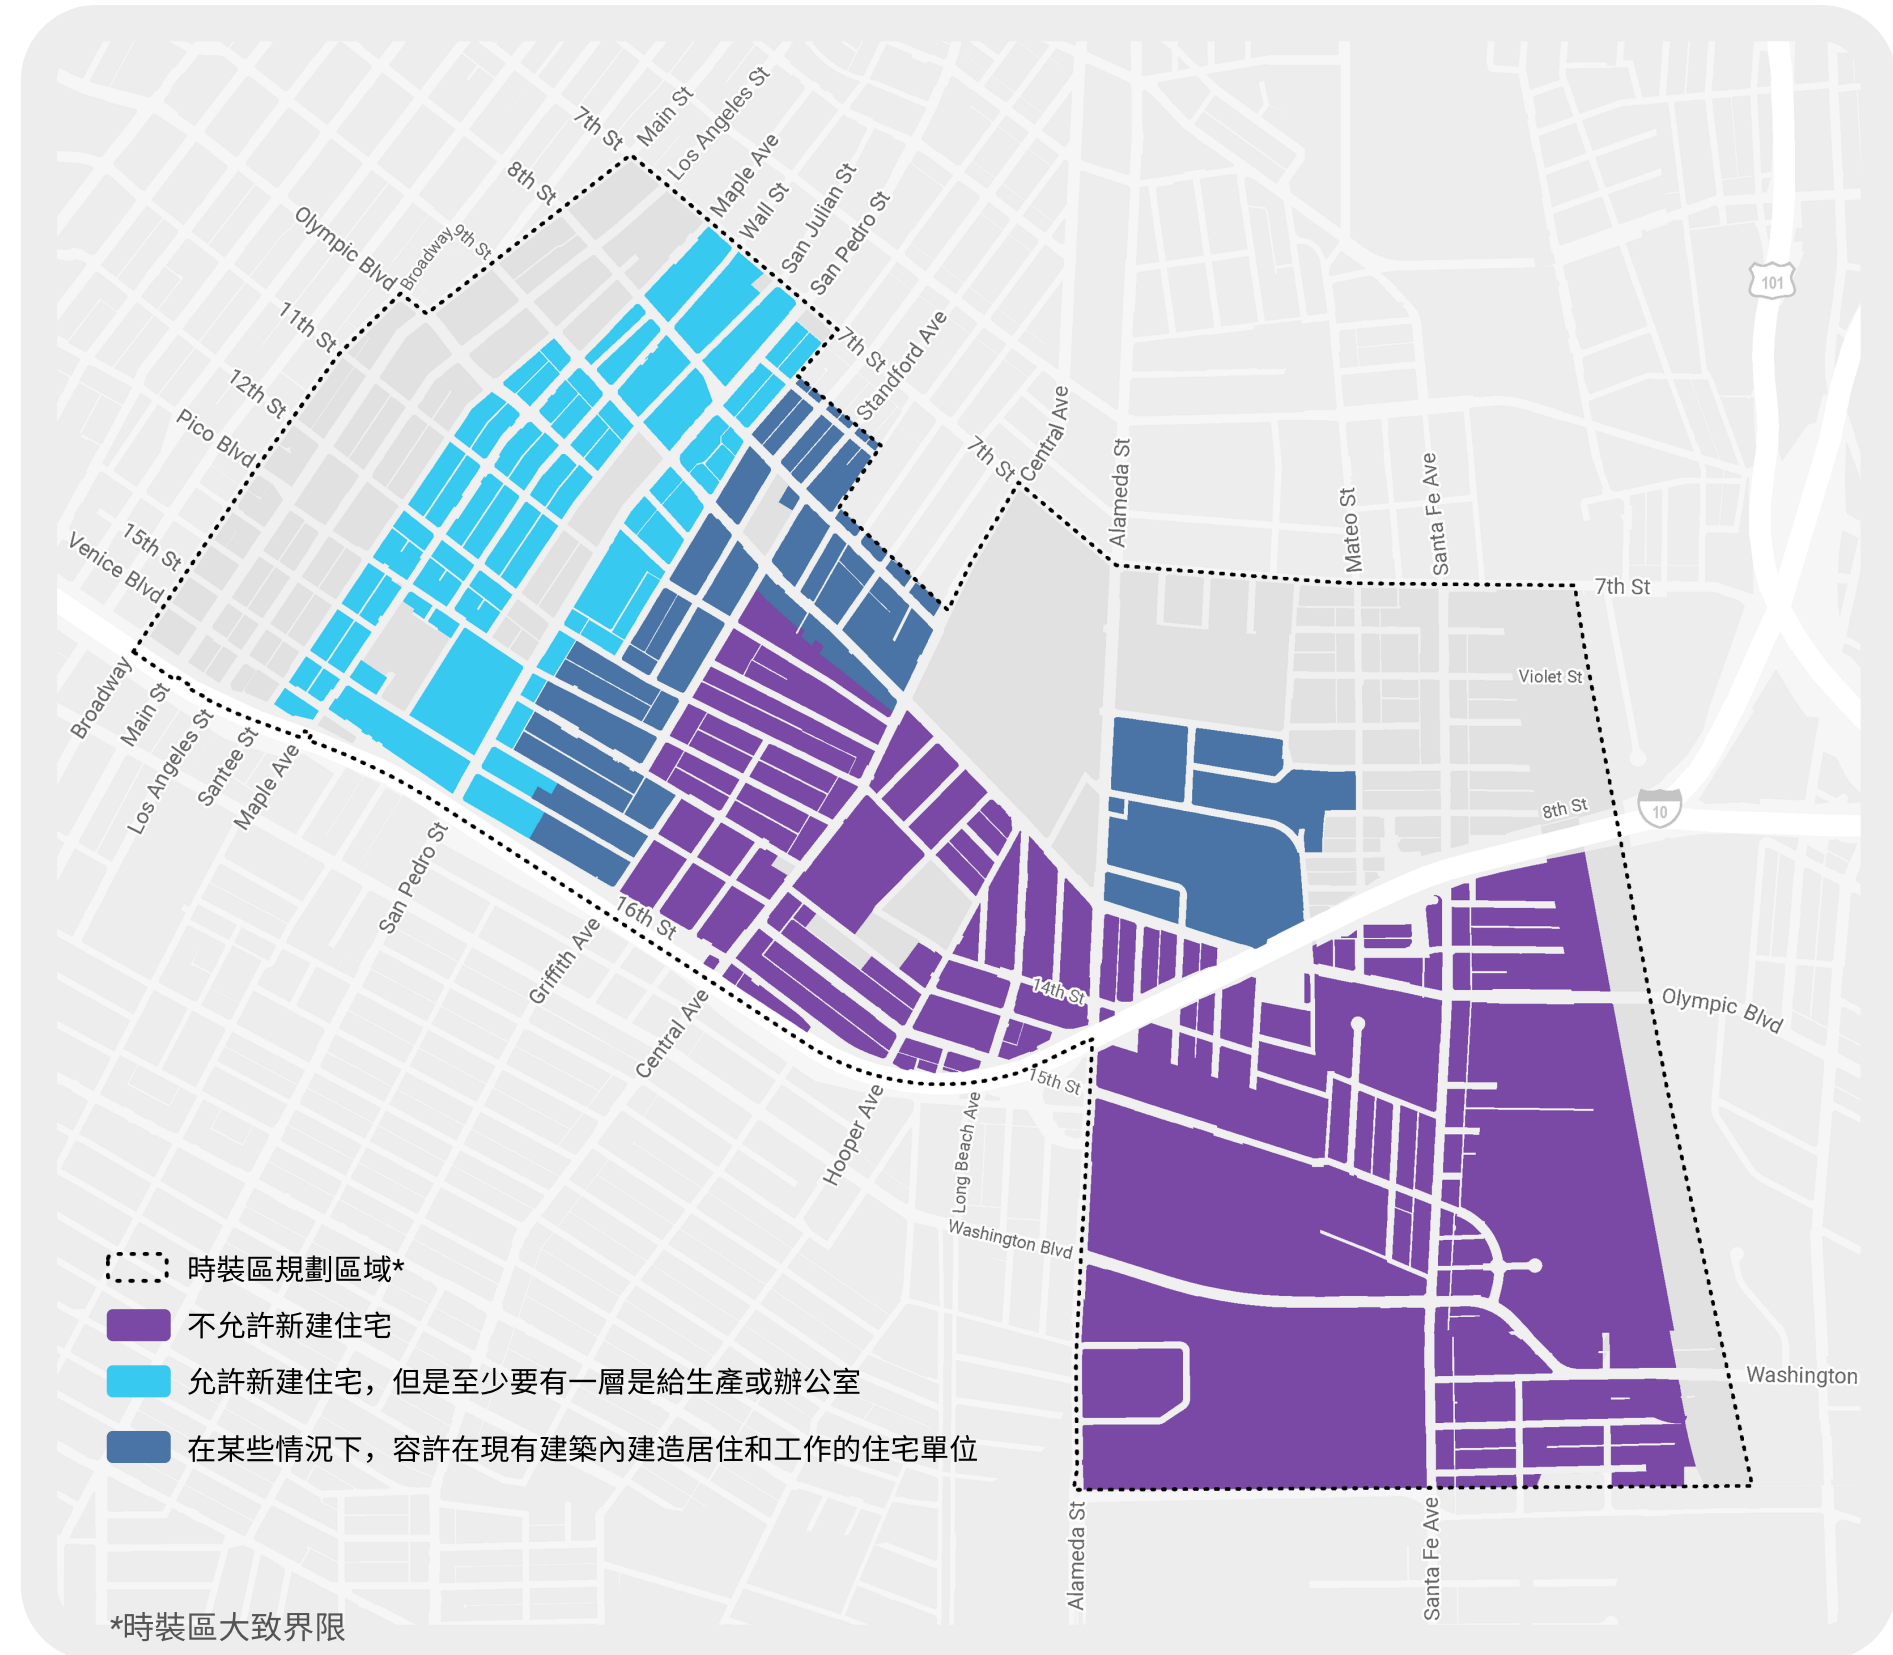 7th St
Main St
Los Angeles St
Maple Ave
Wall St
San Julian St
San Pedro St
8th St
Olympic Blvd
Broadway
9th St
11th St
12th St
Pico Blvd
15th St
Venice Blvd
7th St
Standford Ave
7th St
Central Ave
Alameda St
Mateo St
Santa Fe Ave
7th St
101
Violet St
8th St
10
Olympic Blvd
Broadway
Main St
Los Angeles St
Santee St
Maple Ave
San Pedro St
16th St
Griffith Ave
Central Ave
14th St
15th St
Hooper Ave
Long Beach Ave
Washington Blvd
Washington
Alameda St
Santa Fe Ave
時裝區規劃區域*
不允許新建住宅
允許新建住宅，但是至少要有一層是給生產或辦公室
在某些情況下，容許在現有建築內建造居住和工作的住宅單位
*時裝區大致界限